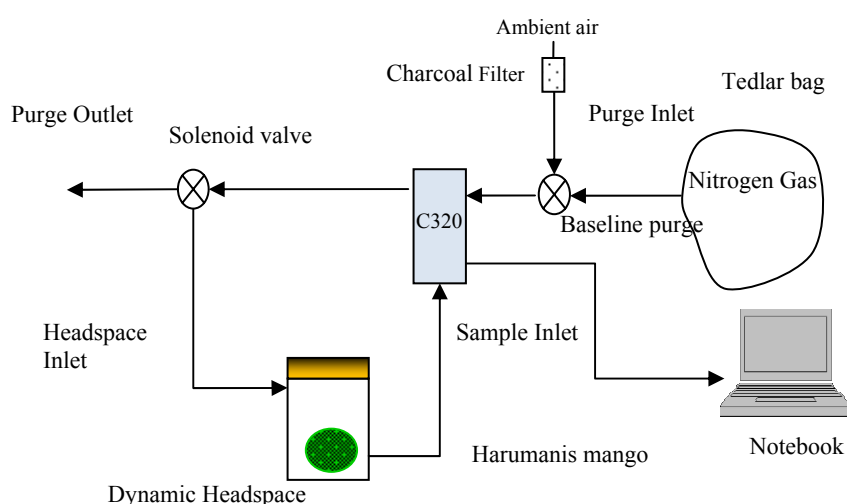 Ambient air
Charcoal Filter
Tedlar bag
Purge Outlet
Purge Inlet
Solenoid valve
Nitrogen Gas
C320
Baseline purge
Headspace
Inlet
Sample Inlet
Notebook
Harumanis mango
Dynamic Headspace